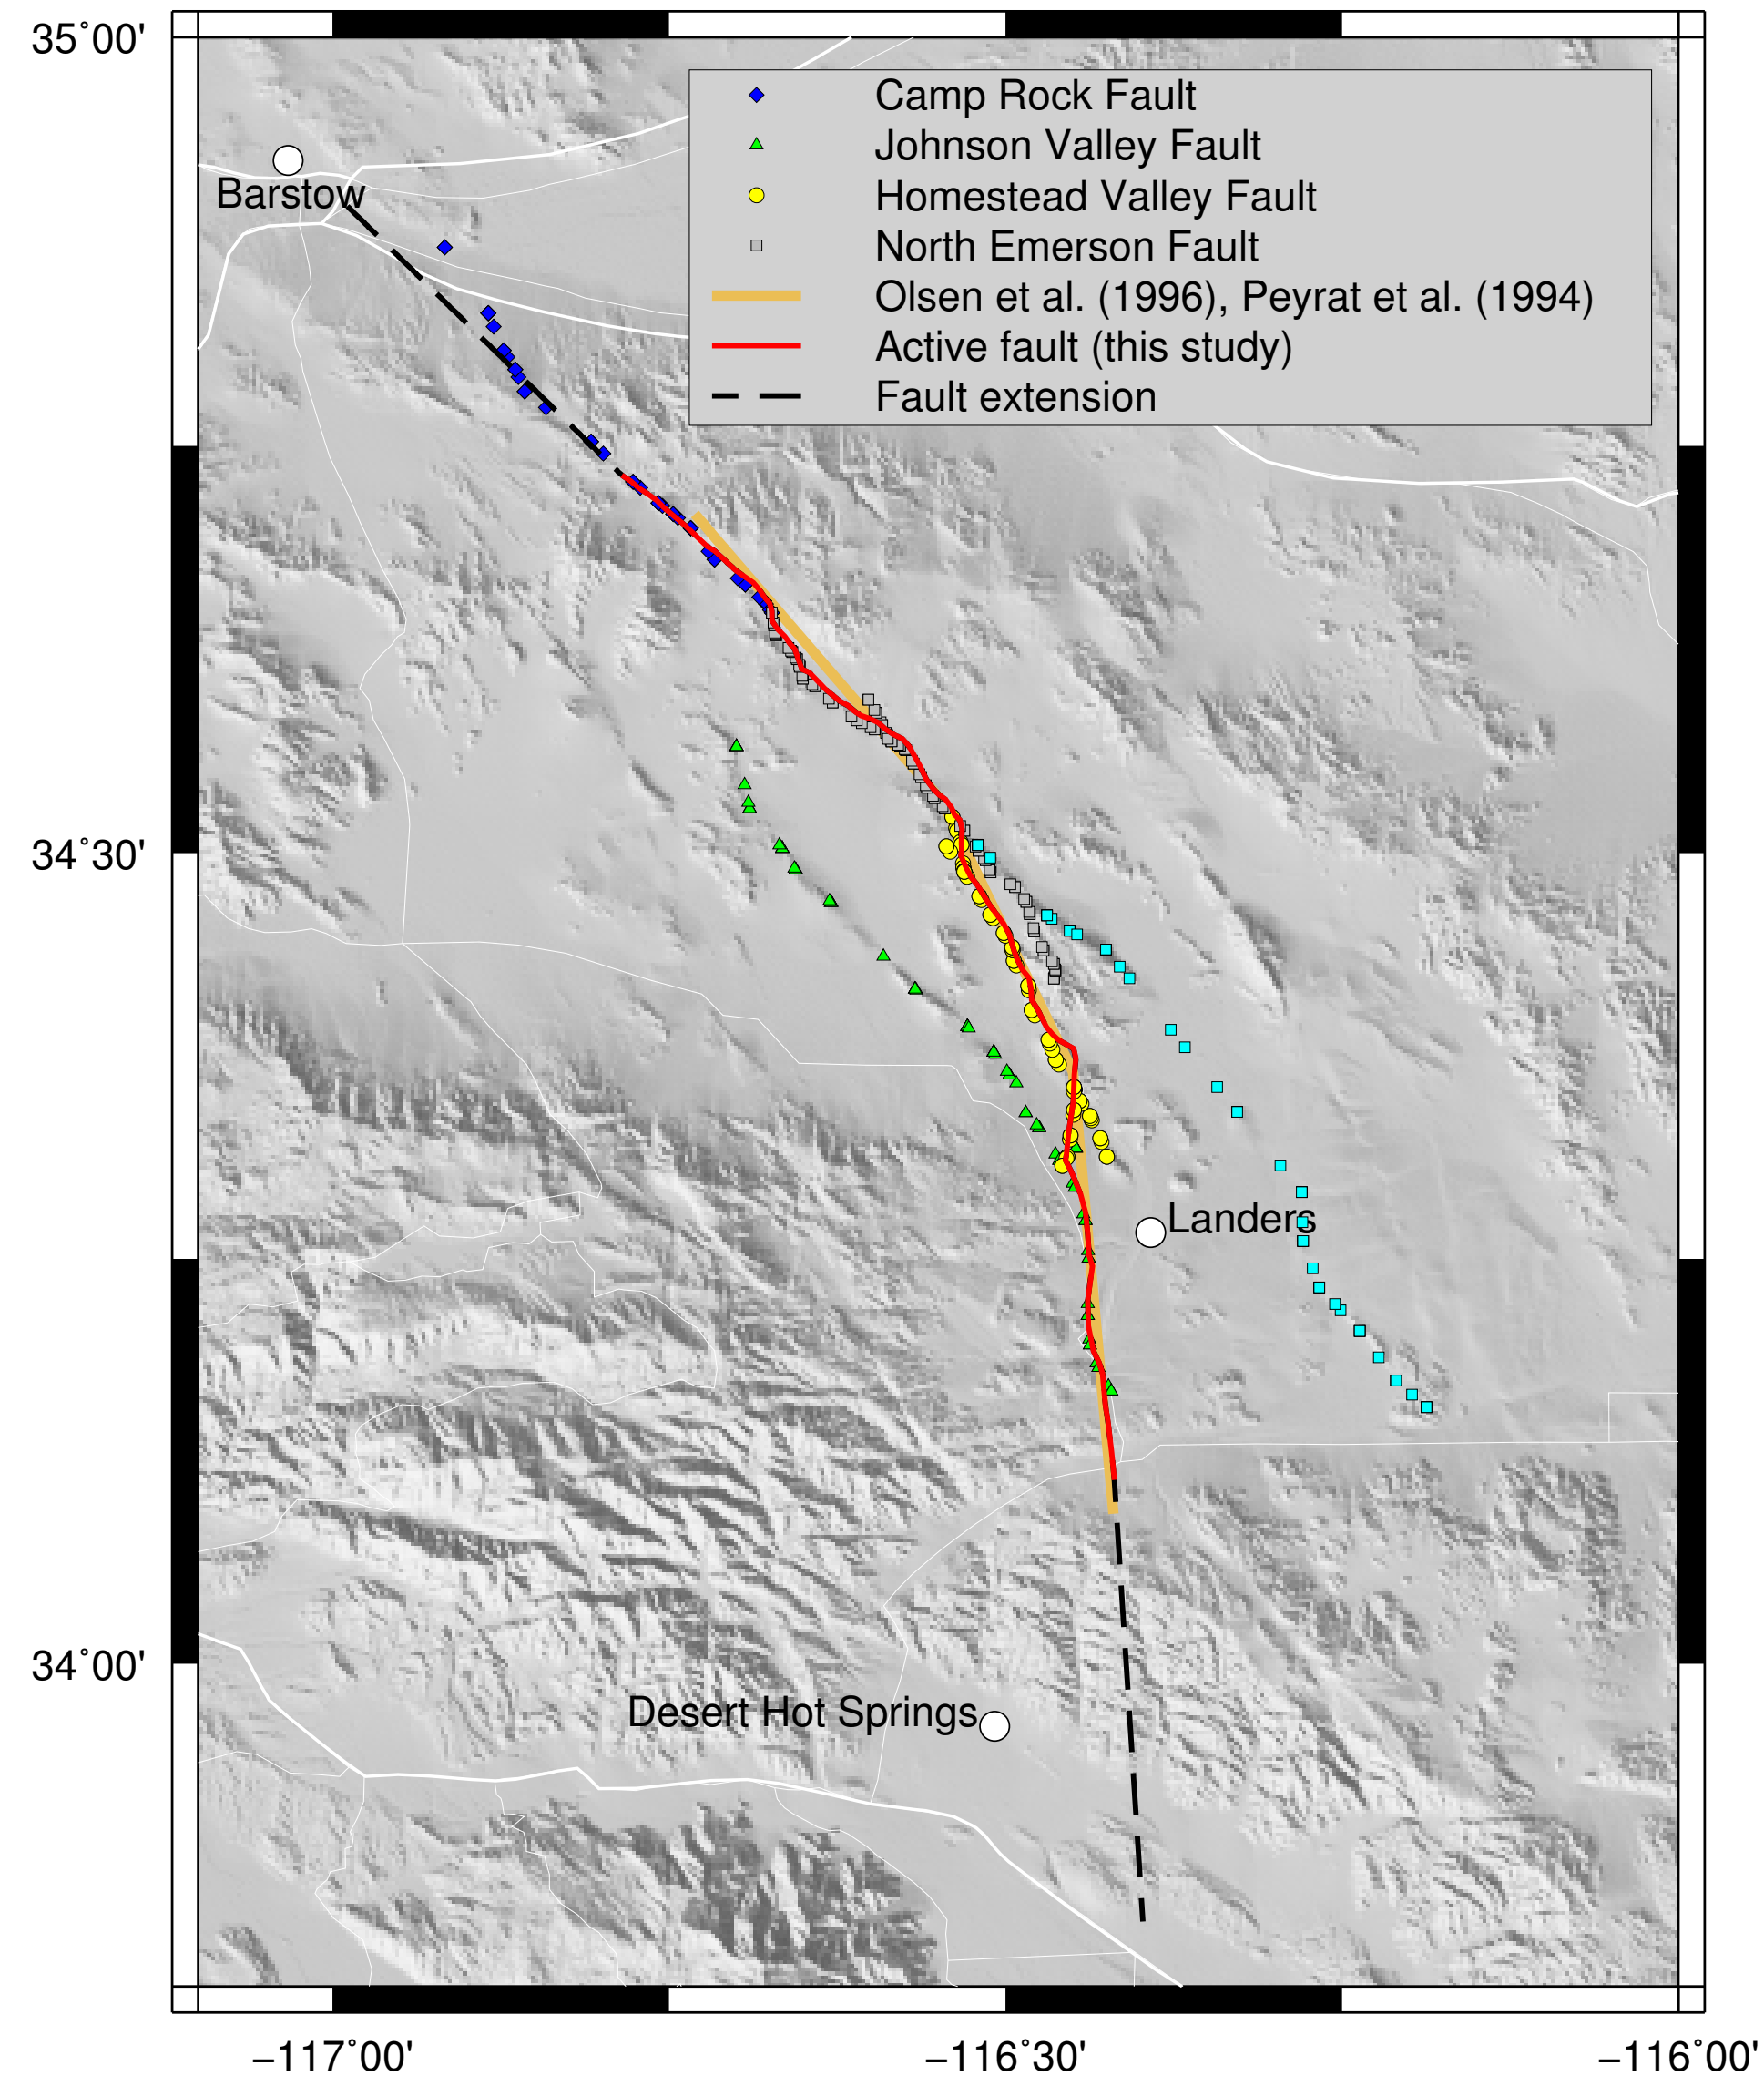 35°00'
Camp Rock Fault
Johnson Valley Fault
Homestead Valley Fault
North Emerson Fault
Olsen et al. (1996), Peyrat et al. (1994)
Active fault (this study)
Fault extension
Barstow
34°30'
Landers
34°00'
Desert Hot Springs
−117°00' −116°30' −116°00'